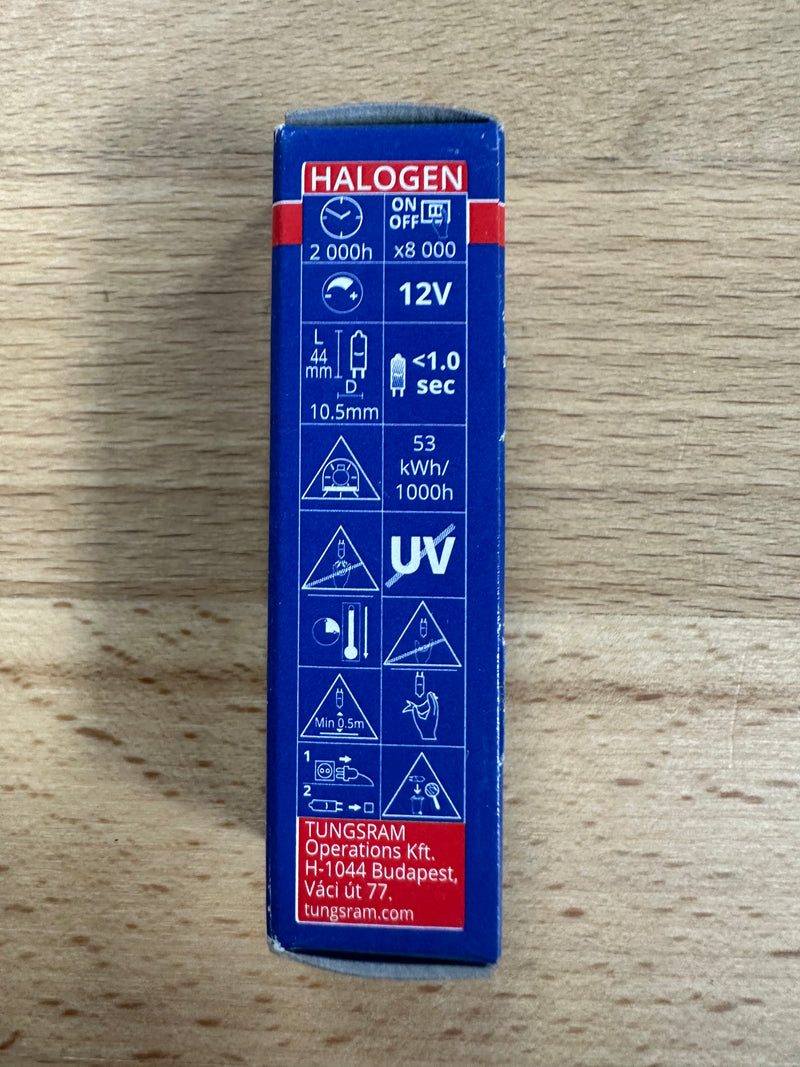 HALOGEN
2 000h
ON
OFF
x8 000
- +
12V
L
44
mm
D
10.5mm
<1.0
sec
53
kWh/
1000h
UV
Min 0.5m
1
2
TUNGSRAM
Operations Kft.
H-1044 Budapest,
Váci út 77.
tungsram.com